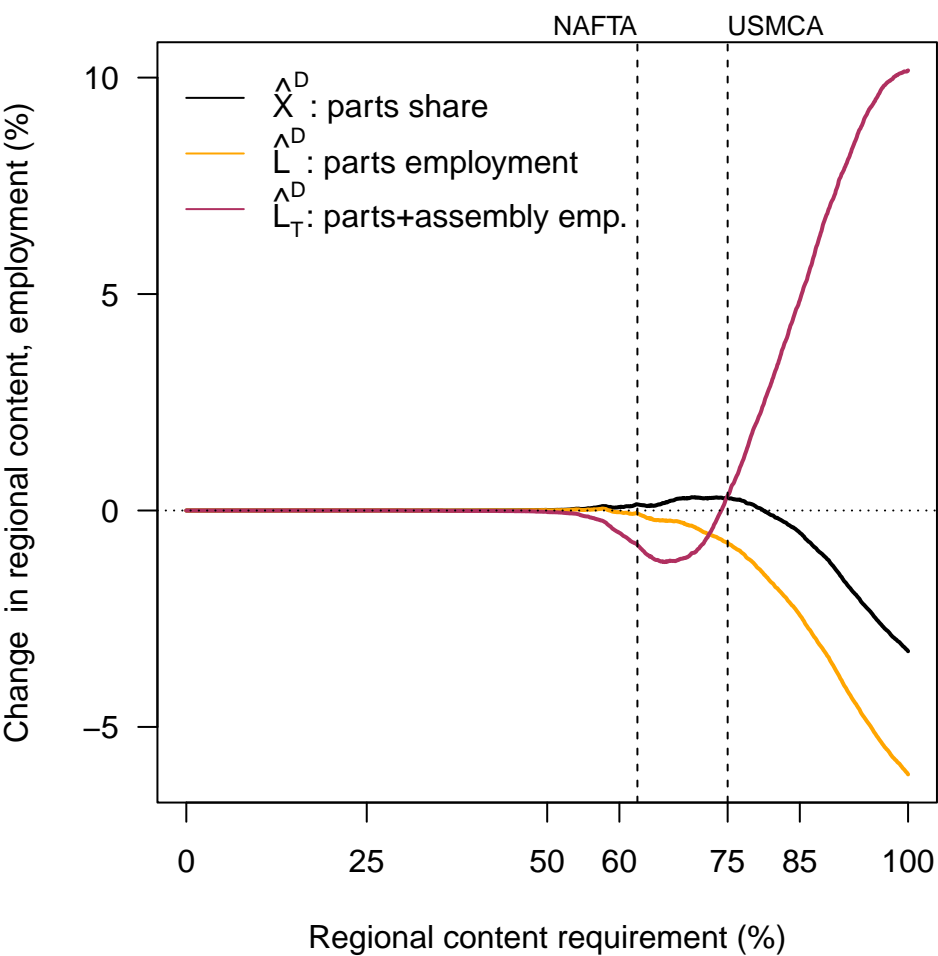 NAFTA USMCA
X̂ᴰ : parts share
L̂ᴰ : parts employment
L̂ᴰ_T: parts+assembly emp.
10
5
0
−5
Change in regional content, employment (%)
0 25 50 60 75 85 100
Regional content requirement (%)